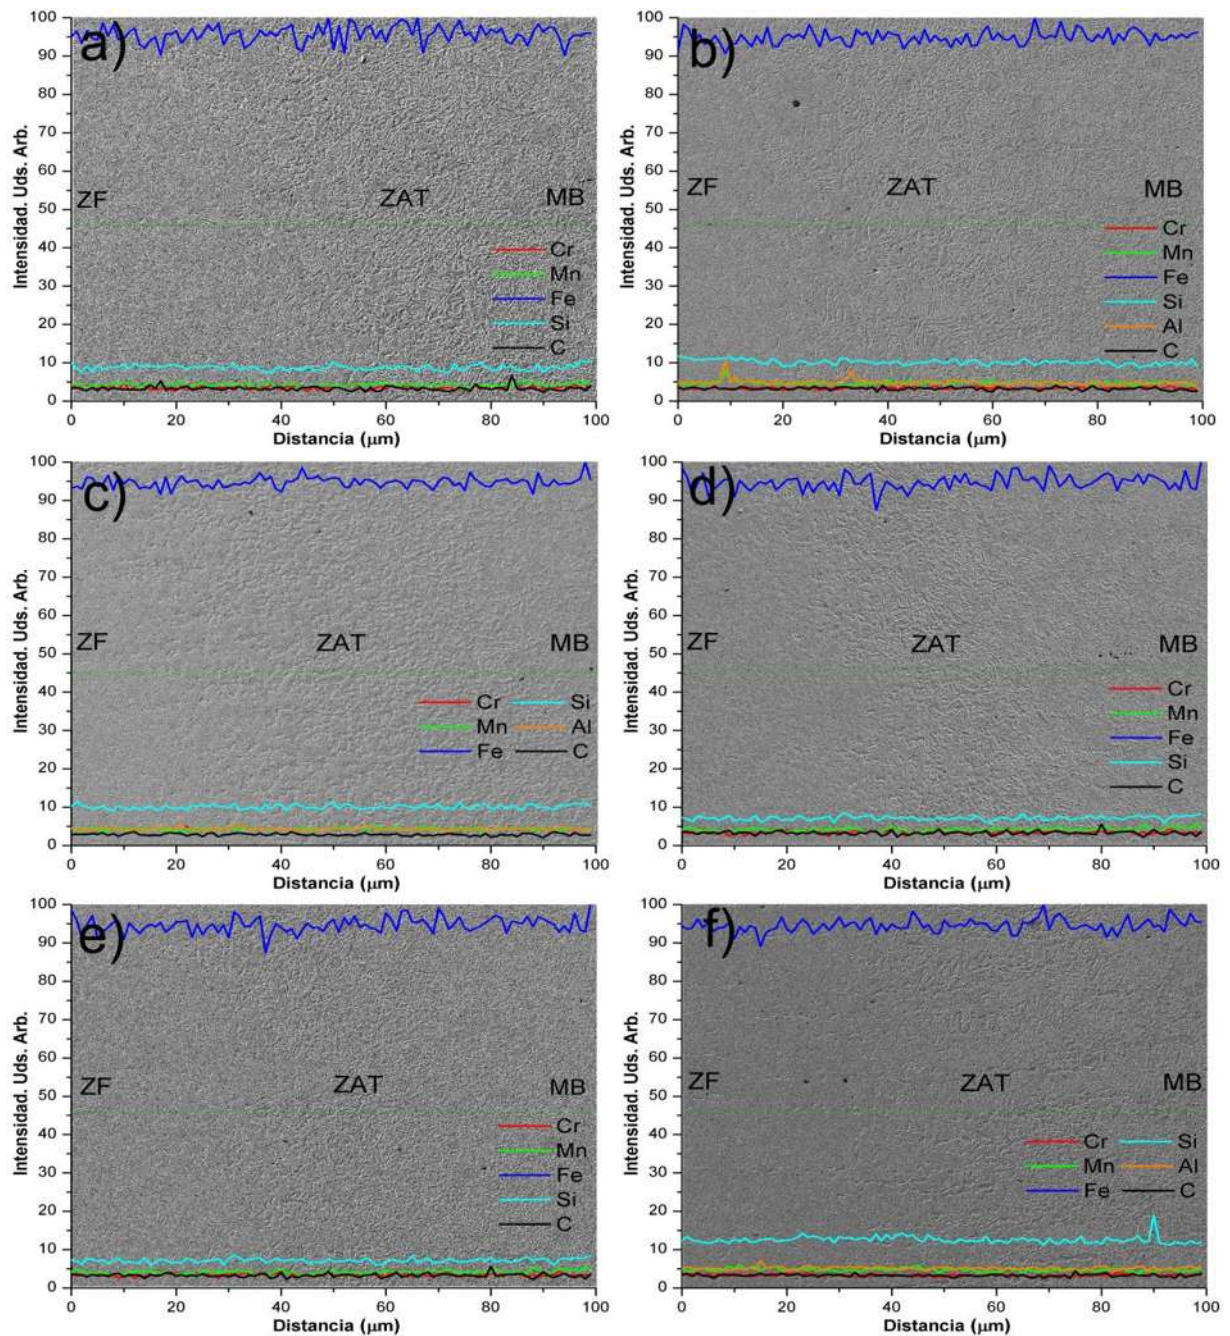 a)
Intensidad. Uds. Arb.
100
90
80
70
60
50
40
30
20
10
0
ZF ZAT MB
Cr
Mn
Fe
Si
C
0 20 40 60 80 100
Distancia (μm)
b)
Intensidad. Uds. Arb.
100
90
80
70
60
50
40
30
20
10
0
ZF ZAT MB
Cr
Mn
Fe
Si
Al
C
0 20 40 60 80 100
Distancia (μm)
c)
Intensidad. Uds. Arb.
100
90
80
70
60
50
40
30
20
10
0
ZF ZAT MB
Cr Si
Mn Al
Fe C
0 20 40 60 80 100
Distancia (μm)
d)
Intensidad. Uds. Arb.
100
90
80
70
60
50
40
30
20
10
0
ZF ZAT MB
Cr
Mn
Fe
Si
C
0 20 40 60 80 100
Distancia (μm)
e)
Intensidad. Uds. Arb.
100
90
80
70
60
50
40
30
20
10
0
ZF ZAT MB
Cr
Mn
Fe
Si
C
0 20 40 60 80 100
Distancia (μm)
f)
Intensidad. Uds. Arb.
100
90
80
70
60
50
40
30
20
10
0
ZF ZAT MB
Cr Si
Mn Al
Fe C
0 20 40 60 80 100
Distancia (μm)